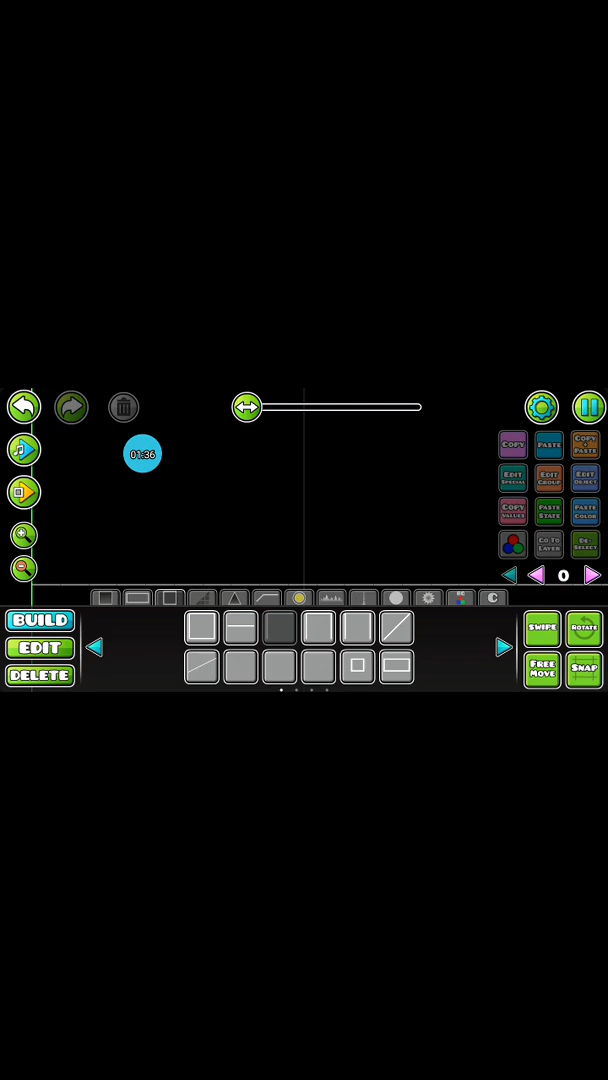 01:36
COPY
PASTE
COPY
+
PASTE
EDIT
SPECIAL
EDIT
GROUP
EDIT
OBJECT
COPY
VALUES
PASTE
STATE
PASTE
COLOR
GO TO
LAYER
DE-
SELECT
0
BUILD
EDIT
DELETE
SWIPE
ROTATE
FREE
MOVE
SNAP